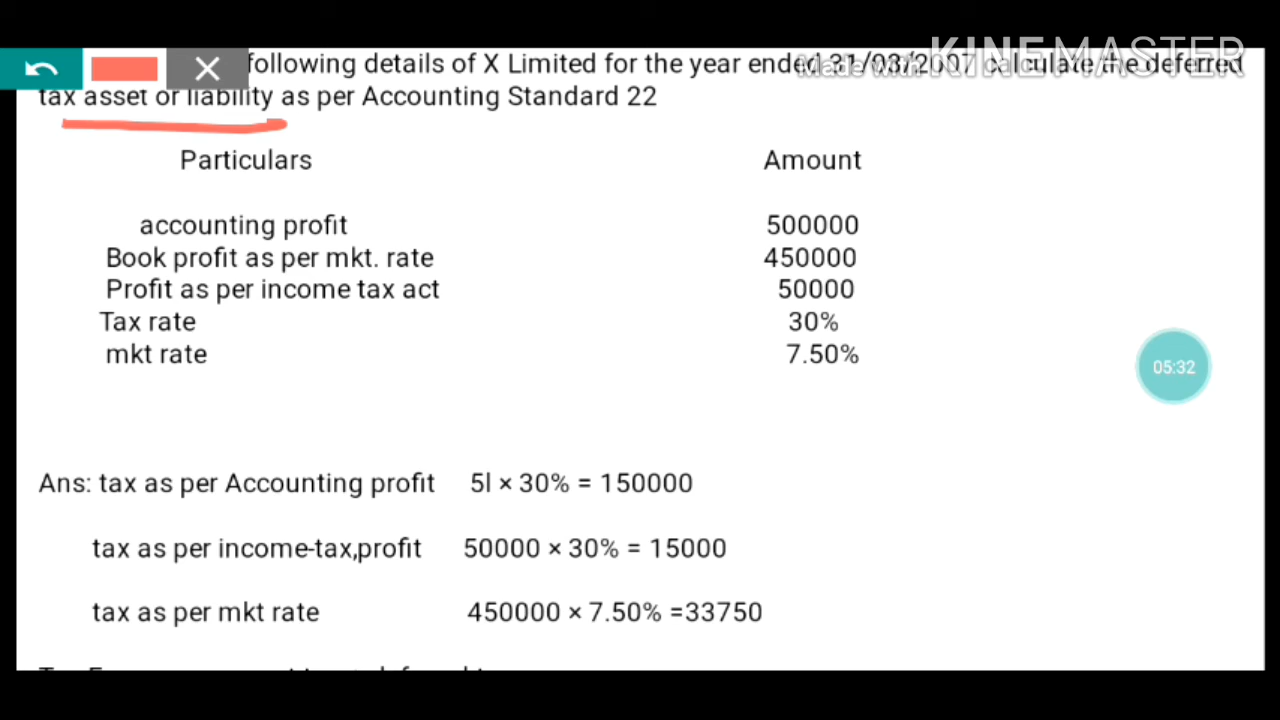 following details of X Limited for the year ended 31/03/2007 calculate the deferred
Made with KINEMASTER
tax asset or liability as per Accounting Standard 22
Particulars Amount
accounting profit 500000
Book profit as per mkt. rate 450000
Profit as per income tax act 50000
Tax rate 30%
mkt rate 7.50%
05:32
Ans: tax as per Accounting profit 5l × 30% = 150000
tax as per income-tax,profit 50000 × 30% = 15000
tax as per mkt rate 450000 × 7.50% =33750